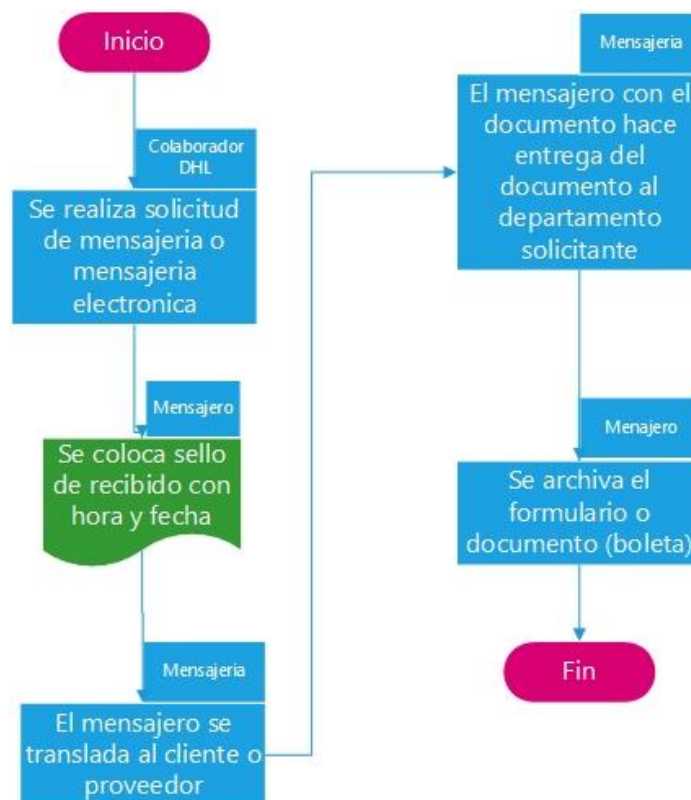 Inicio
Colaborador
DHL
Se realiza solicitud
de mensajeria o
mensajeria
electronica
Mensajero
Se coloca sello
de recibido con
hora y fecha
Mensajeria
El mensajero se
translada al cliente o
proveedor
Mensajeria
El mensajero con el
documento hace
entrega del
documento al
departamento
solicitante
Menajero
Se archiva el
formulario o
documento (boleta)
Fin